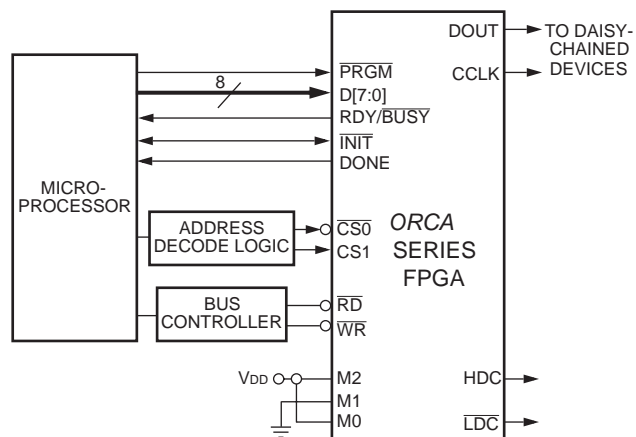 DOUT
TO DAISY-
CHAINED
DEVICES
CCLK
8
PRGM
D[7:0]
RDY/BUSY
INIT
DONE
MICRO-
PROCESSOR
ADDRESS
DECODE LOGIC
CS0
CS1
ORCA
SERIES
FPGA
BUS
CONTROLLER
RD
WR
VDD
M2
M1
M0
HDC
LDC